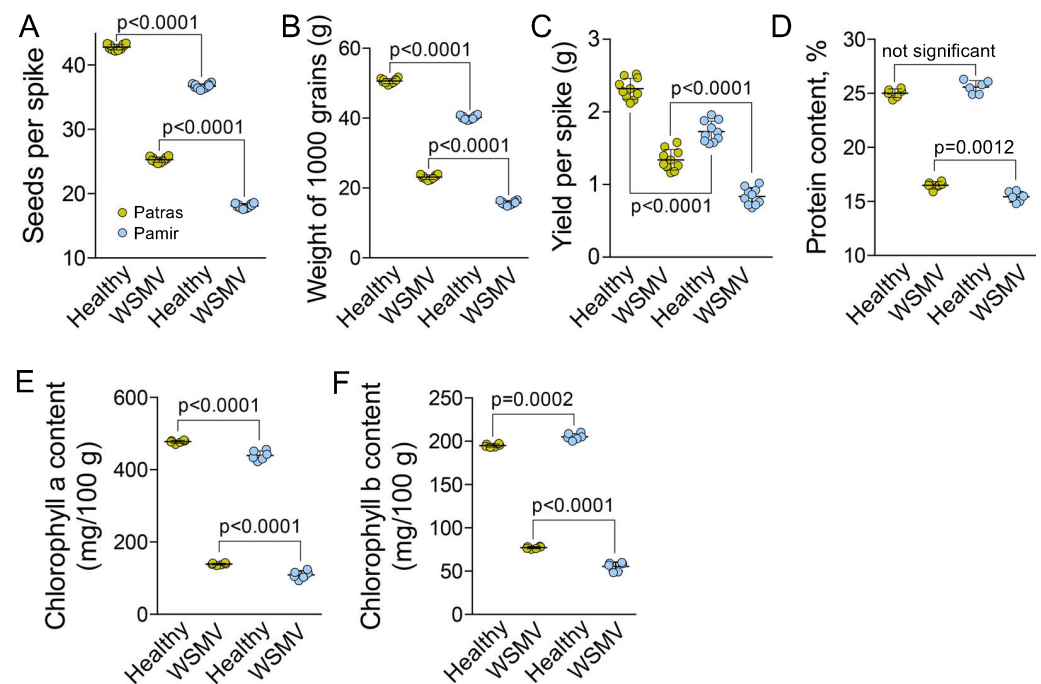 A
Seeds per spike
40
30
20
10
p<0.0001
p<0.0001
Patras
Pamir
Healthy
WSMV
Healthy
WSMV
B
Weight of 1000 grains (g)
60
40
20
0
p<0.0001
p<0.0001
Healthy
WSMV
Healthy
WSMV
C
Yield per spike (g)
3
2
1
0
p<0.0001
p<0.0001
Healthy
WSMV
Healthy
WSMV
D
Protein content, %
30
25
20
15
10
not significant
p=0.0012
Healthy
WSMV
Healthy
WSMV
E
Chlorophyll a content
(mg/100 g)
600
400
200
0
p<0.0001
p<0.0001
Healthy
WSMV
Healthy
WSMV
F
Chlorophyll b content
(mg/100 g)
250
200
150
100
50
0
p=0.0002
p<0.0001
Healthy
WSMV
Healthy
WSMV